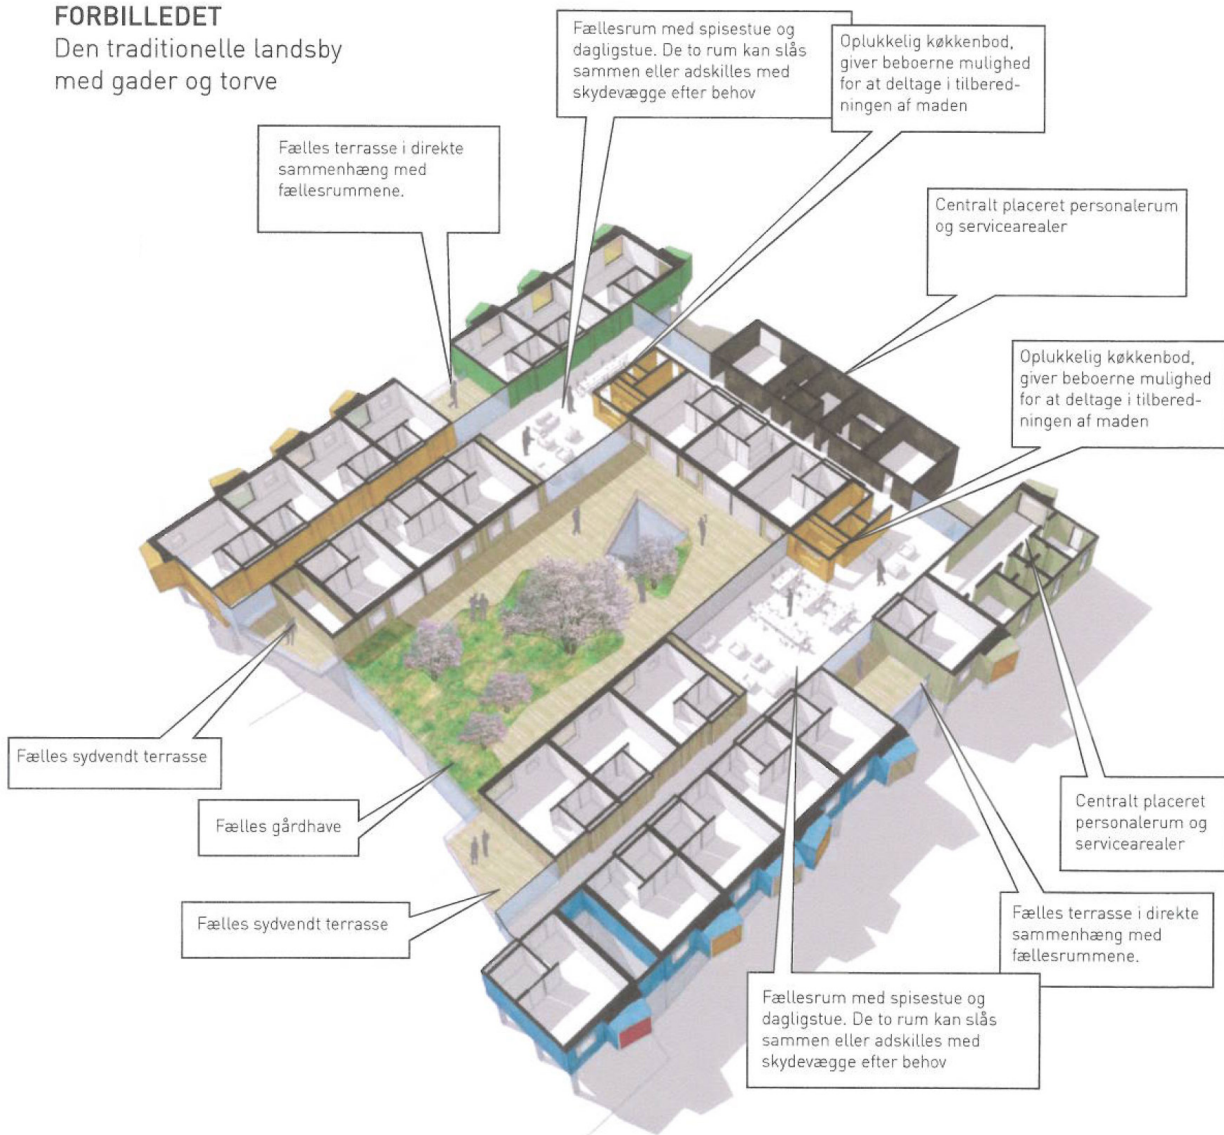 FORBILLEDET
Den traditionelle landsby
med gader og torve
Fællesrum med spisestue og
dagligstue. De to rum kan slås
sammen eller adskilles med
skydevægge efter behov
Oplukkelig køkkenbod,
giver beboerne mulighed
for at deltage i tilbered-
ningen af maden
Fælles terrasse i direkte
sammenhæng med
fællesrummene.
Centralt placeret personalerum
og servicearealer
Oplukkelig køkkenbod,
giver beboerne mulighed
for at deltage i tilbered-
ningen af maden
Fælles sydvendt terrasse
Fælles gårdhave
Fælles sydvendt terrasse
Centralt placeret
personalerum og
servicearealer
Fælles terrasse i direkte
sammenhæng med
fællesrummene.
Fællesrum med spisestue og
dagligstue. De to rum kan slås
sammen eller adskilles med
skydevægge efter behov